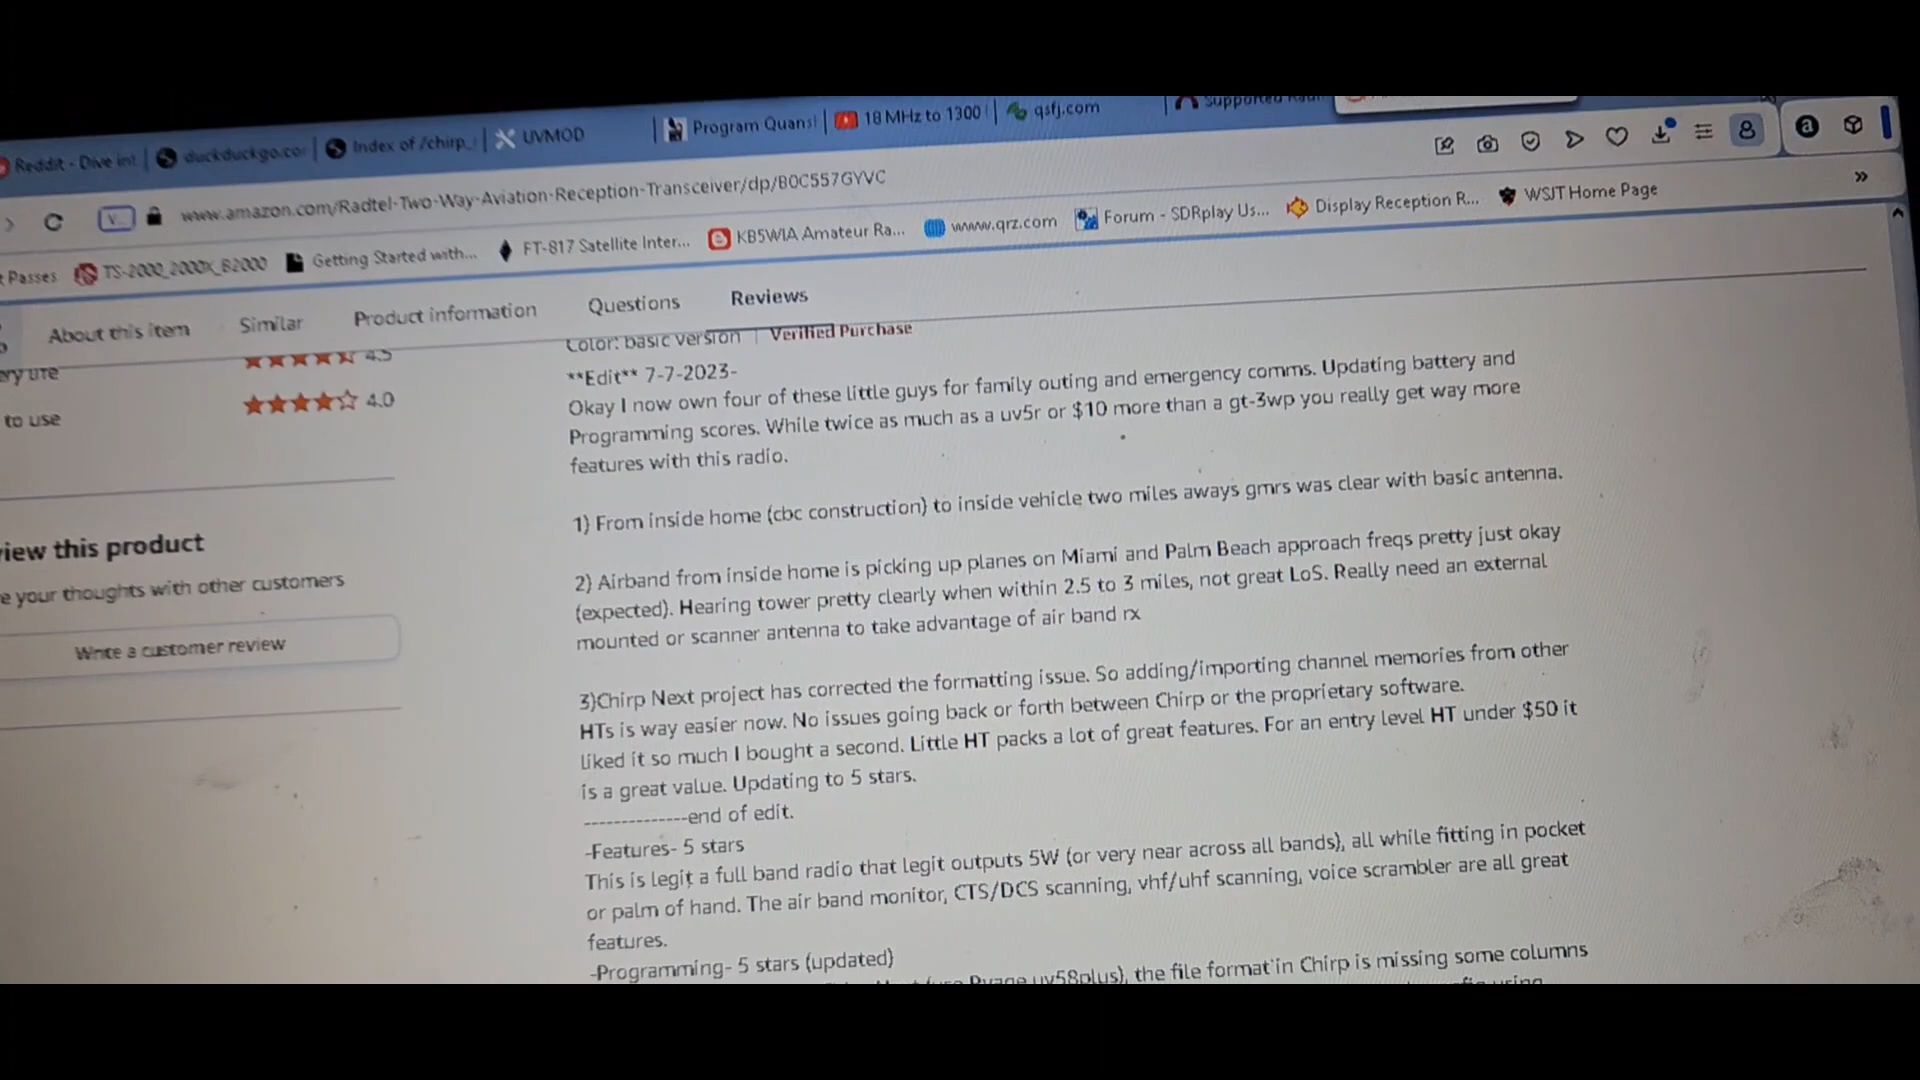 Reddit - Dive int duckduckgo.co Index of /chirp_ UVMOD Program Quans 18 MHz to 1300 qsfj.com Supported
www.amazon.com/Radtel-Two-Way-Aviation-Reception-Transceiver/dp/B0C557GYVC
t Passes TS-2000_2000X_B2000 Getting Started with... FT-817 Satellite Inter... KB5WIA Amateur Ra... www.qrz.com Forum - SDRplay Us... Display Reception R... WSJT Home Page »
About this item Similar Product information Questions Reviews
4.5
to use 4.0
view this product
e your thoughts with other customers
Write a customer review
Color: basic version | Verified Purchase
**Edit** 7-7-2023-
Okay I now own four of these little guys for family outing and emergency comms. Updating battery and
Programming scores. While twice as much as a uv5r or $10 more than a gt-3wp you really get way more
features with this radio.
1) From inside home (cbc construction) to inside vehicle two miles aways gmrs was clear with basic antenna.
2) Airband from inside home is picking up planes on Miami and Palm Beach approach freqs pretty just okay
(expected). Hearing tower pretty clearly when within 2.5 to 3 miles, not great LoS. Really need an external
mounted or scanner antenna to take advantage of air band rx
3)Chirp Next project has corrected the formatting issue. So adding/importing channel memories from other
HTs is way easier now. No issues going back or forth between Chirp or the proprietary software.
liked it so much I bought a second. Little HT packs a lot of great features. For an entry level HT under $50 it
is a great value. Updating to 5 stars.
--------------end of edit.
-Features- 5 stars
This is legit a full band radio that legit outputs 5W (or very near across all bands), all while fitting in pocket
or palm of hand. The air band monitor, CTS/DCS scanning, vhf/uhf scanning, voice scrambler are all great
features.
-Programming- 5 stars (updated)
uv58plus), the file format in Chirp is missing some columns